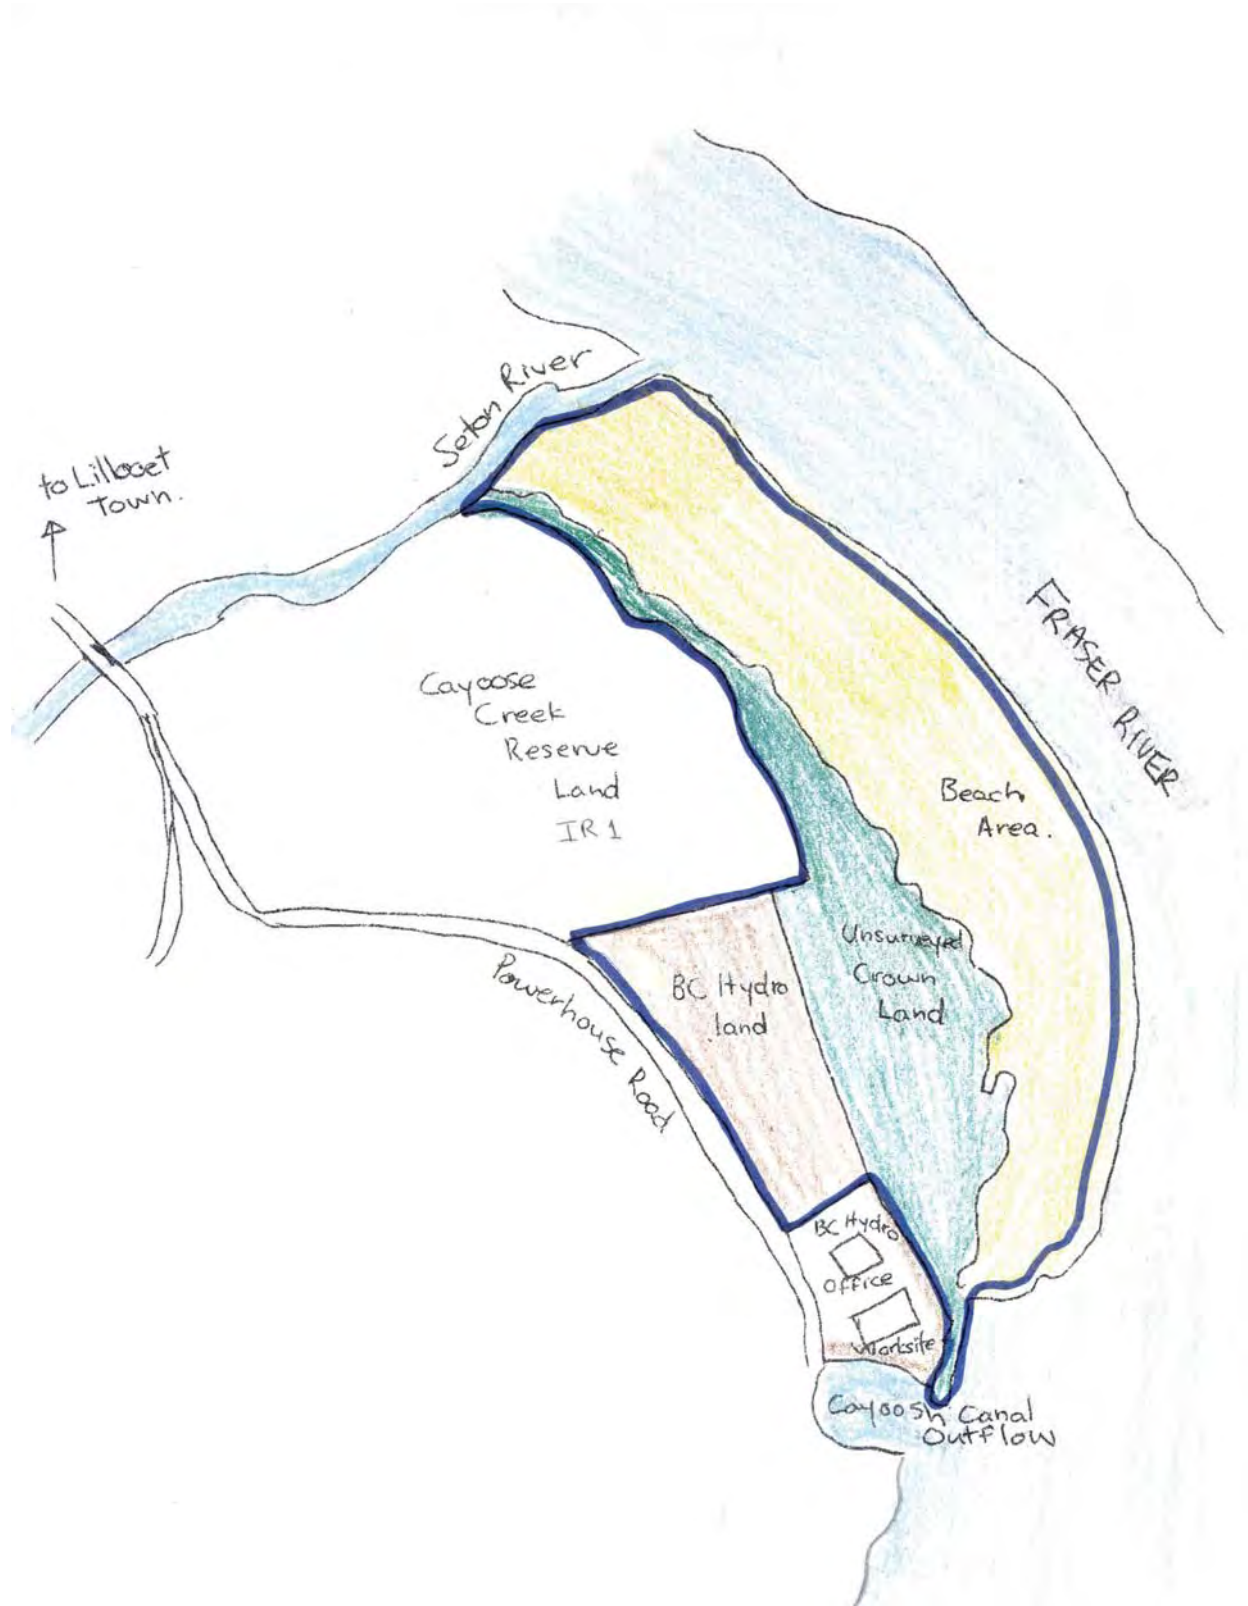 Seton River
to Lillooet
Town.
FRASER RIVER
Cayoose
Creek
Reserve
Land
IR 1
Beach
Area.
Unsurveyed
Crown
Land
BC Hydro
land
Powerhouse Road
BC Hydro
Office
Worksite
Cayoosh Canal
Outflow